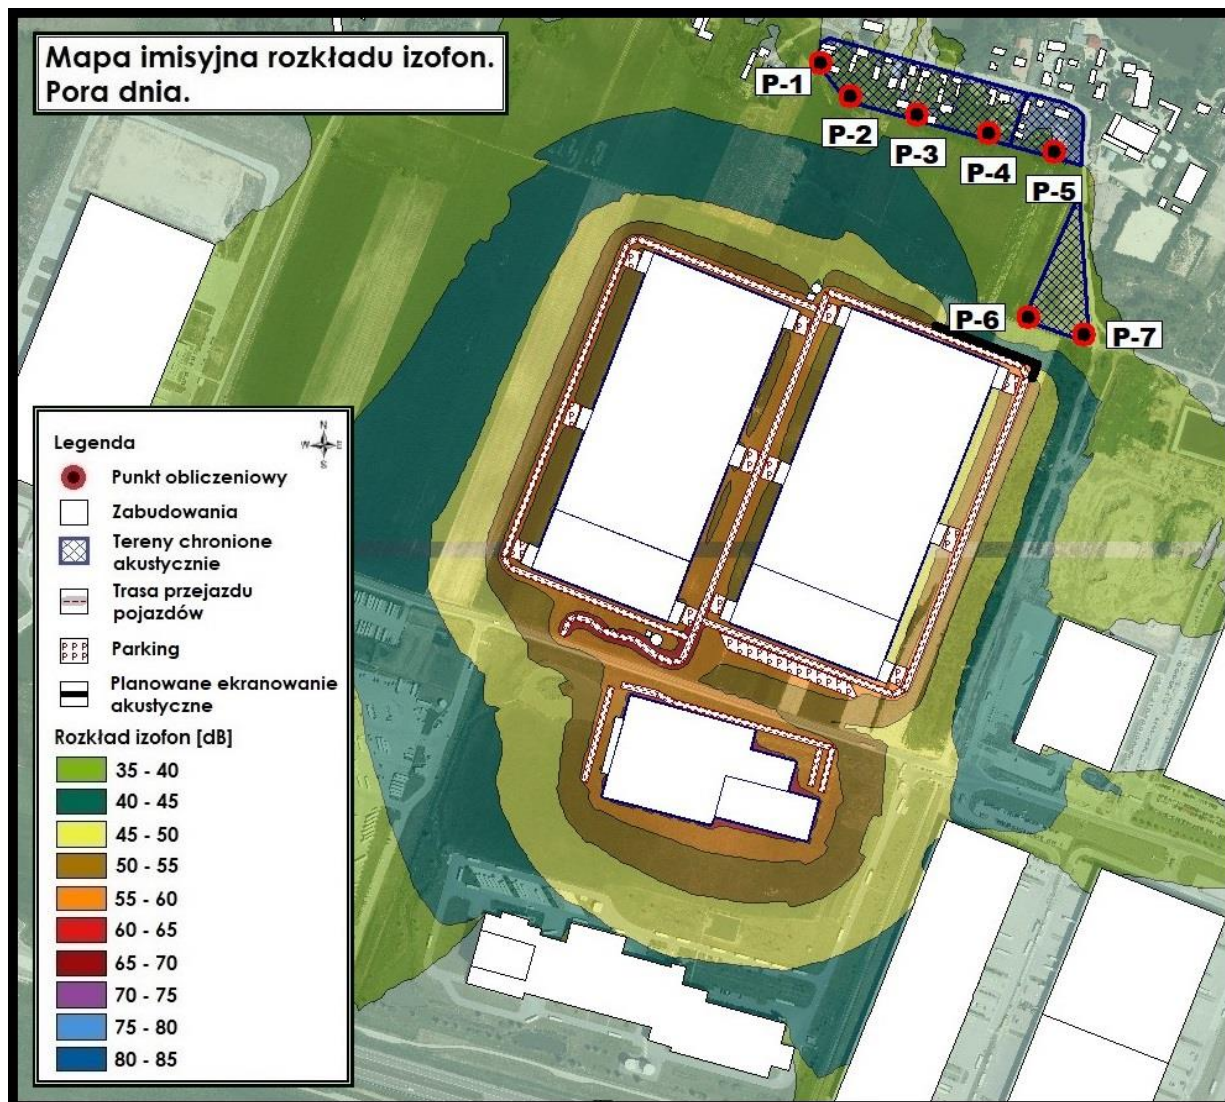 Mapa imisyjna rozkładu izofon.
Pora dnia.
P-1
P-2
P-3
P-4
P-5
P-6
P-7
Legenda
N
W E
S
Punkt obliczeniowy
Zabudowania
Tereny chronione
akustycznie
Trasa przejazdu
pojazdów
P P P
P P P
Parking
Planowane ekranowanie
akustyczne
Rozkład izofon [dB]
35 - 40
40 - 45
45 - 50
50 - 55
55 - 60
60 - 65
65 - 70
70 - 75
75 - 80
80 - 85